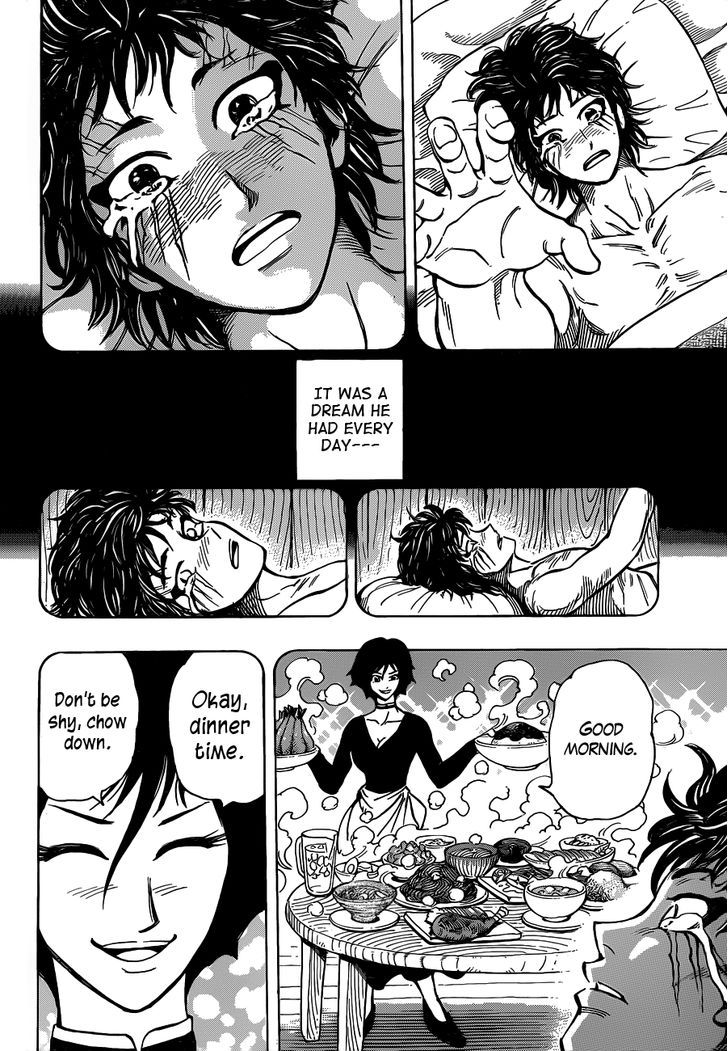 IT WAS A
DREAM HE
HAD EVERY
DAY---
GOOD
MORNING.
Okay,
dinner
time.
Don't be
shy, chow
down.